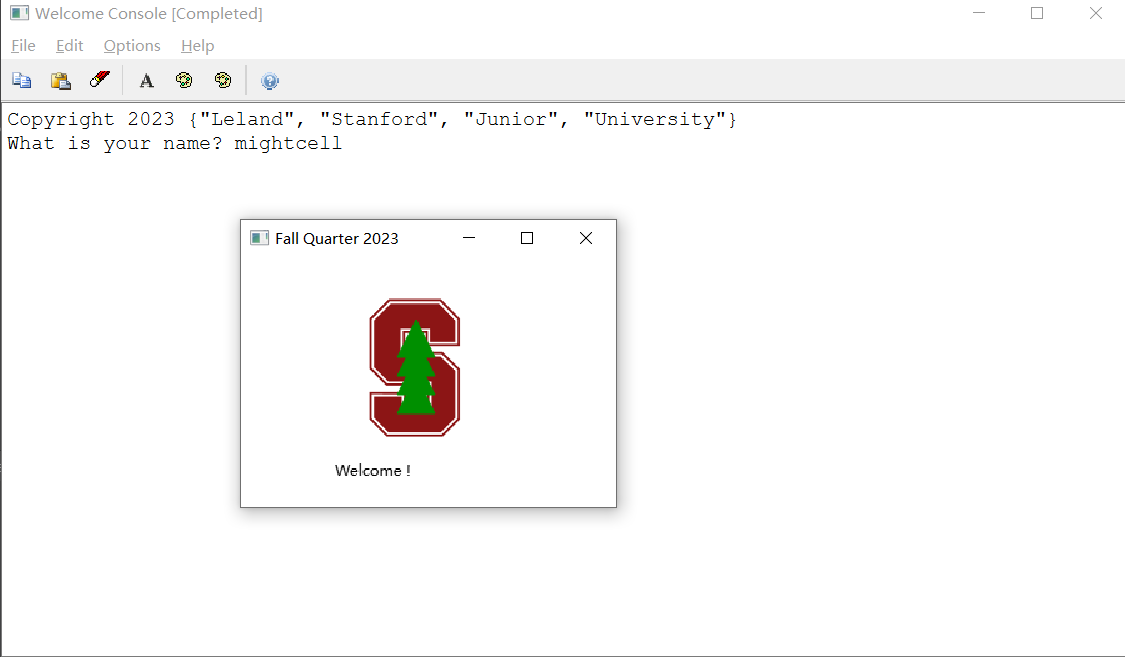 Welcome Console [Completed]
File Edit Options Help
A
Copyright 2023 {"Leland", "Stanford", "Junior", "University"}
What is your name? mightcell
Fall Quarter 2023
S
Welcome !